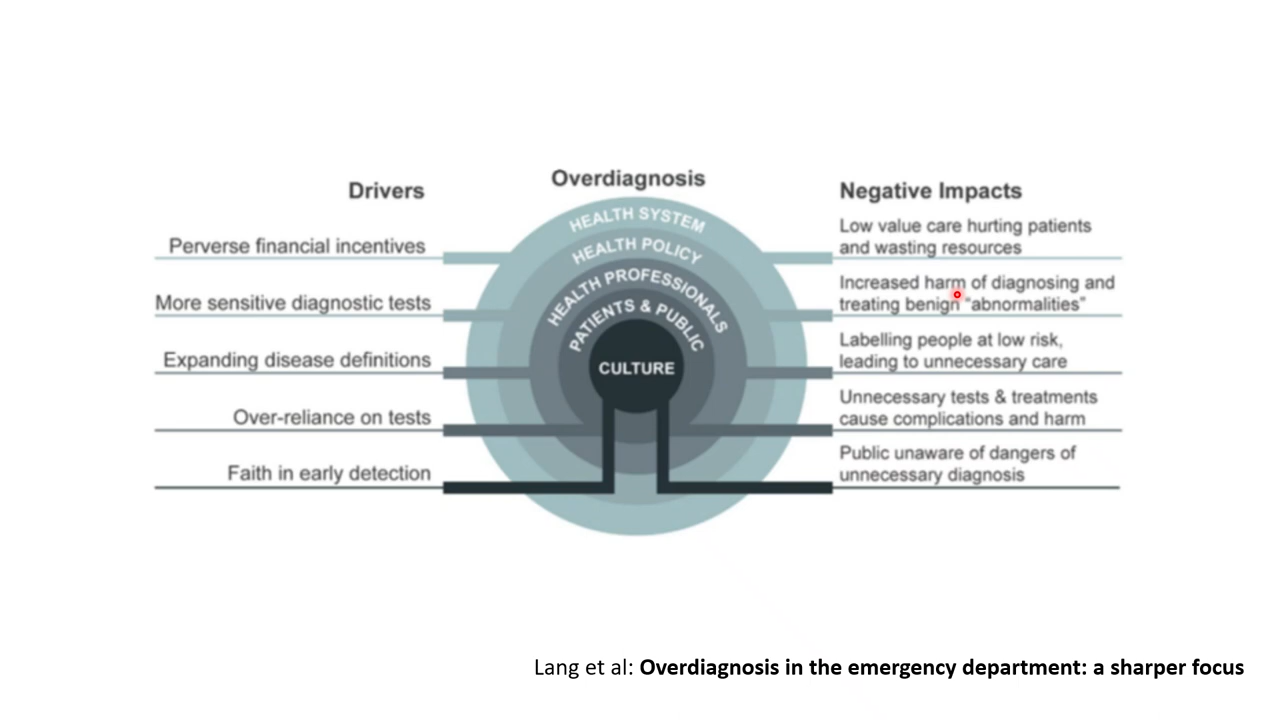 Overdiagnosis
Drivers
Negative Impacts
Perverse financial incentives
More sensitive diagnostic tests
Expanding disease definitions
Over-reliance on tests
Faith in early detection
HEALTH SYSTEM
HEALTH POLICY
HEALTH PROFESSIONALS
PATIENTS & PUBLIC
CULTURE
Low value care hurting patients
and wasting resources
Increased harm of diagnosing and
treating benign "abnormalities"
Labelling people at low risk,
leading to unnecessary care
Unnecessary tests & treatments
cause complications and harm
Public unaware of dangers of
unnecessary diagnosis
Lang et al: Overdiagnosis in the emergency department: a sharper focus